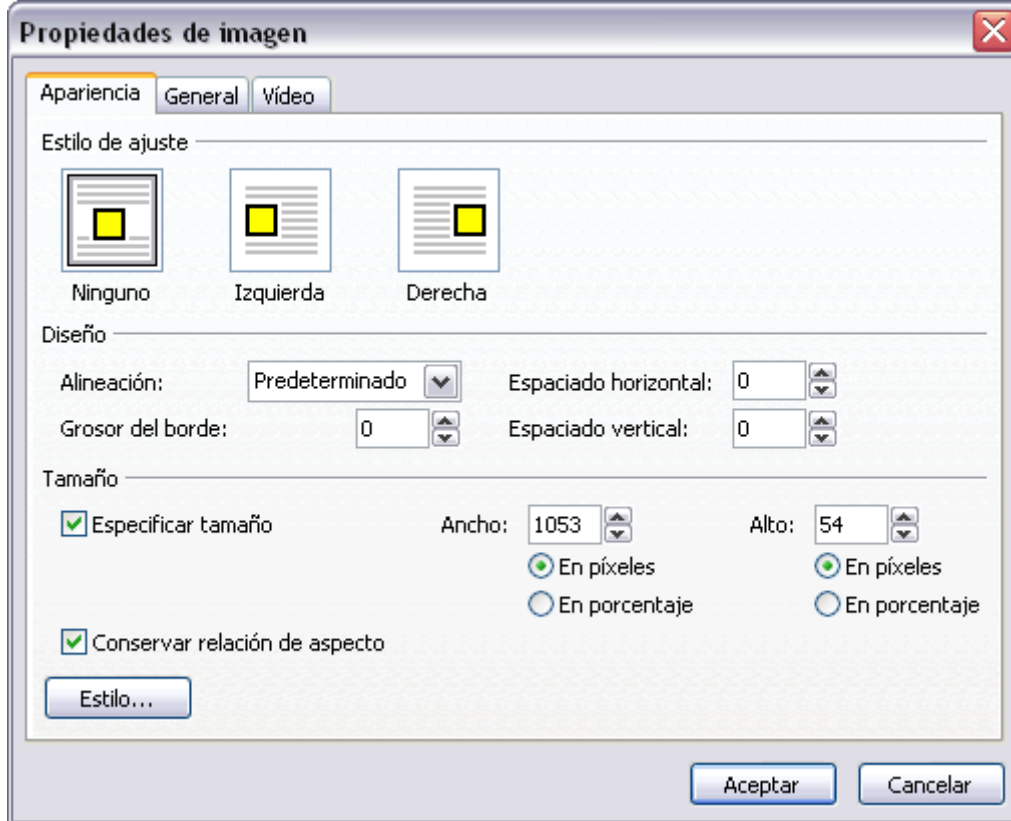 Propiedades de imagen
Apariencia General Vídeo
Estilo de ajuste
Ninguno Izquierda Derecha
Diseño
Alineación: Predeterminado Espaciado horizontal: 0
Grosor del borde: 0 Espaciado vertical: 0
Tamaño
Especificar tamaño Ancho: 1053 Alto: 54
En píxeles En píxeles
En porcentaje En porcentaje
Conservar relación de aspecto
Estilo...
Aceptar Cancelar